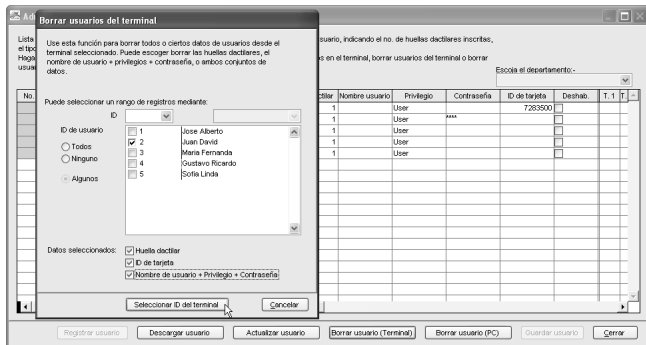 Ad
Borrar usuarios del terminal
Lista
el tipo
Haga
usuar
suario, indicando el no. de huellas dactilares inscritas,
s en el terminal, borrar usuarios del terminal o borrar
Escoja el departamento:-
Use esta función para borrar todos o ciertos datos de usuarios desde el
terminal seleccionado. Puede escoger borrar las huellas dactilares, el
nombre de usuario + privilegios + contraseña, o ambos conjuntos de
datos.
No.
ctilar Nombre usuario Privilegio Contraseña ID de tarjeta Deshab. T. 1 T.
1 User 7283500
1 User ****
1 User
1 User
1 User
Puede seleccionar un rango de registros mediante:
ID
ID de usuario
Todos
Ninguno
Algunos
1 Jose Alberto
2 Juan David
3 Maria Fernanda
4 Gustavo Ricardo
5 Sofia Linda
Datos seleccionados:
Huella dactilar
ID de tarjeta
Nombre de usuario + Privilegio + Contraseña
Seleccionar ID del terminal Cancelar
Registrar usuario Descargar usuario Actualizar usuario Borrar usuario (Terminal) Borrar usuario (PC) Guardar usuario Cerrar